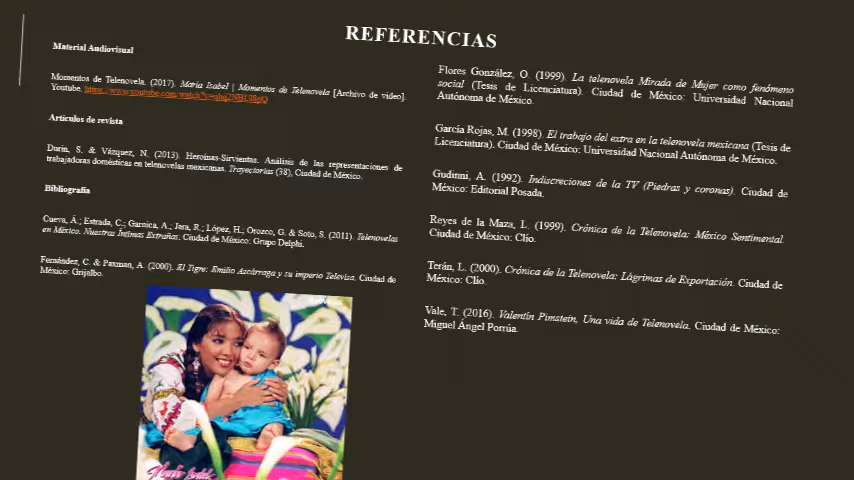 REFERENCIAS
Material Audiovisual
Momentos de Telenovela. (2017). María Isabel | Momentos de Telenovela [Archivo de video].
Youtube.
Artículos de revista
Durin, S. & Vázquez, N. (2013). Heroínas-Sirvientas. Análisis de las representaciones de
trabajadoras domésticas en telenovelas mexicanas. Trayectorias (38), Ciudad de México.
Bibliografía
Cueva, Á.; Estrada, C.; Garnica, A.; Jara, R.; López, H.; Orozco, G. & Soto, S. (2011). Telenovelas
en México. Nuestras Íntimas Extrañas. Ciudad de México: Grupo Delphi.
Fernández, C. & Paxman, A. (2000). El Tigre: Emilio Azcárraga y su imperio Televisa. Ciudad de
México: Grijalbo.
María Isabel
Flores González, O. (1999). La telenovela Mirada de Mujer como fenómeno
social (Tesis de Licenciatura). Ciudad de México: Universidad Nacional
Autónoma de México.
García Rojas, M. (1998). El trabajo del extra en la telenovela mexicana (Tesis de
Licenciatura). Ciudad de México: Universidad Nacional Autónoma de México.
Gudinni, A. (1992). Indiscreciones de la TV (Piedras y coronas). Ciudad de
México: Editorial Posada.
Reyes de la Maza, L. (1999). Crónica de la Telenovela: México Sentimental.
Ciudad de México: Clío.
Terán, L. (2000). Crónica de la Telenovela: Lágrimas de Exportación. Ciudad de
México: Clío.
Vale, T. (2016). Valentín Pimstein, Una vida de Telenovela. Ciudad de México:
Miguel Ángel Porrúa.